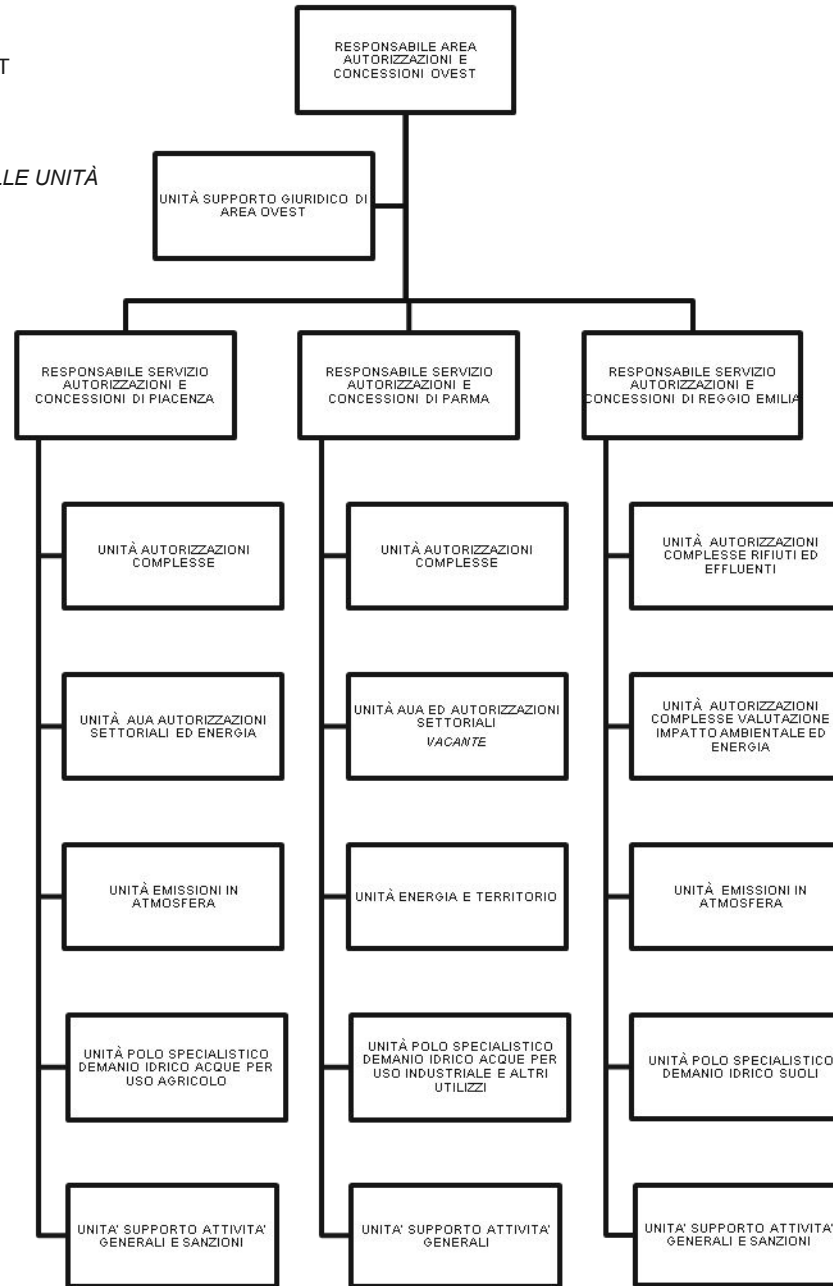 T
LLE UNITÀ
RESPONSABILE AREA
AUTORIZZAZIONI E
CONCESSIONI OVEST
UNITÀ SUPPORTO GIURIDICO DI
AREA OVEST
RESPONSABILE SERVIZIO
AUTORIZZAZIONI E
CONCESSIONI DI PIACENZA
UNITÀ AUTORIZZAZIONI
COMPLESSE
UNITÀ AUA AUTORIZZAZIONI
SETTORIALI ED ENERGIA
UNITÀ EMISSIONI IN
ATMOSFERA
UNITÀ POLO SPECIALISTICO
DEMANIO IDRICO ACQUE PER
USO AGRICOLO
UNITA' SUPPORTO ATTIVITA'
GENERALI E SANZIONI
RESPONSABILE SERVIZIO
AUTORIZZAZIONI E
CONCESSIONI DI PARMA
UNITÀ AUTORIZZAZIONI
COMPLESSE
UNITÀ AUA ED AUTORIZZAZIONI
SETTORIALI
VACANTE
UNITÀ ENERGIA E TERRITORIO
UNITÀ POLO SPECIALISTICO
DEMANIO IDRICO ACQUE PER
USO INDUSTRIALE E ALTRI
UTILIZZI
UNITA' SUPPORTO ATTIVITA'
GENERALI
RESPONSABILE SERVIZIO
AUTORIZZAZIONI E
CONCESSIONI DI REGGIO EMILIA
UNITÀ AUTORIZZAZIONI
COMPLESSE RIFIUTI ED
EFFLUENTI
UNITÀ AUTORIZZAZIONI
COMPLESSE VALUTAZIONE
IMPATTO AMBIENTALE ED
ENERGIA
UNITÀ EMISSIONI IN
ATMOSFERA
UNITÀ POLO SPECIALISTICO
DEMANIO IDRICO SUOLI
UNITA' SUPPORTO ATTIVITA'
GENERALI E SANZIONI